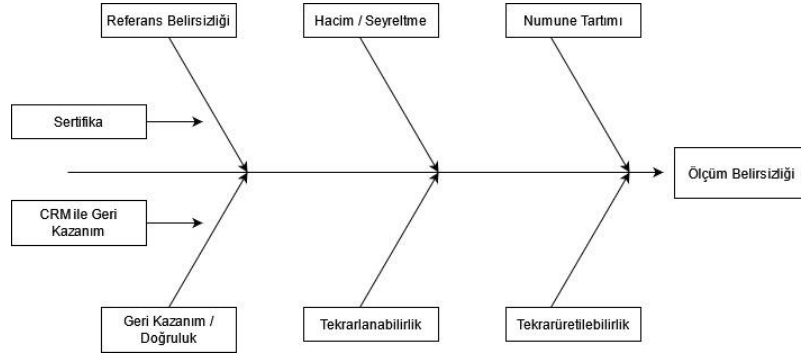 Referans Belirsizliği
Hacim / Seyreltme
Numune Tartımı
Sertifika
Ölçüm Belirsizliği
CRM ile Geri
Kazanım
Geri Kazanım /
Doğruluk
Tekrarlanabilirlik
Tekrarüretilebilirlik